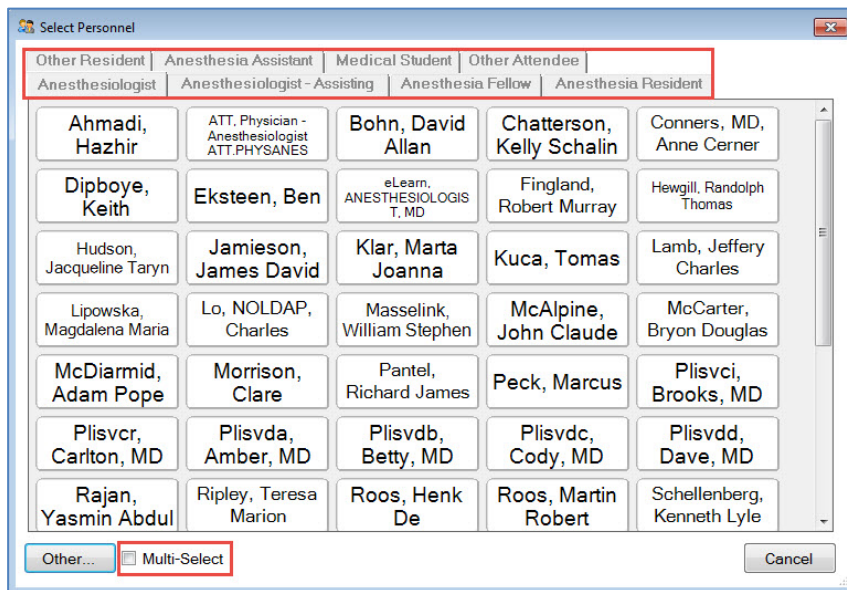 Select Personnel
Other Resident Anesthesia Assistant Medical Student Other Attendee
Anesthesiologist Anesthesiologist - Assisting Anesthesia Fellow Anesthesia Resident
Ahmadi,
Hazhir
ATT, Physician -
Anesthesiologist
ATT.PHYSANES
Bohn, David
Allan
Chatterson,
Kelly Schalin
Conners, MD,
Anne Cerner
Dipboye,
Keith
Eksteen, Ben
eLearn,
ANESTHESIOLOGIS
T, MD
Fingland,
Robert Murray
Hewgill, Randolph
Thomas
Hudson,
Jacqueline Taryn
Jamieson,
James David
Klar, Marta
Joanna
Kuca, Tomas
Lamb, Jeffery
Charles
Lipowska,
Magdalena Maria
Lo, NOLDAP,
Charles
Masselink,
William Stephen
McAlpine,
John Claude
McCarter,
Bryon Douglas
McDiarmid,
Adam Pope
Morrison,
Clare
Pantel,
Richard James
Peck, Marcus
Plisvci,
Brooks, MD
Plisvcr,
Carlton, MD
Plisvda,
Amber, MD
Plisvdb,
Betty, MD
Plisvdc,
Cody, MD
Plisvdd,
Dave, MD
Rajan,
Yasmin Abdul
Ripley, Teresa
Marion
Roos, Henk
De
Roos, Martin
Robert
Schellenberg,
Kenneth Lyle
Other... Multi-Select Cancel